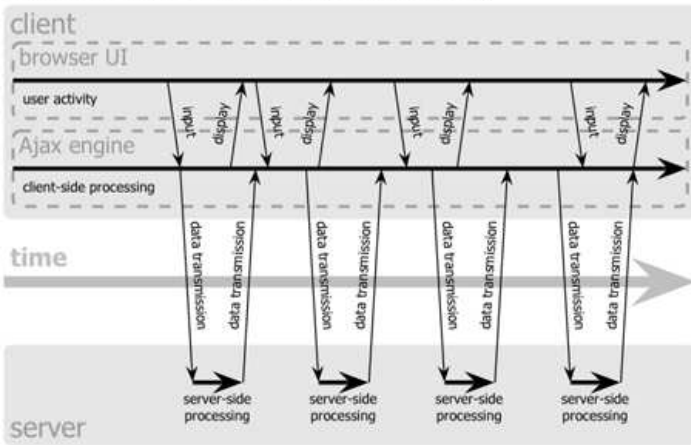 client
browser UI
user activity
input
display
input
display
input
display
input
display
Ajax engine
client-side processing
data transmission
data transmission
data transmission
data transmission
data transmission
data transmission
data transmission
data transmission
time
server-side
processing
server-side
processing
server-side
processing
server-side
processing
server